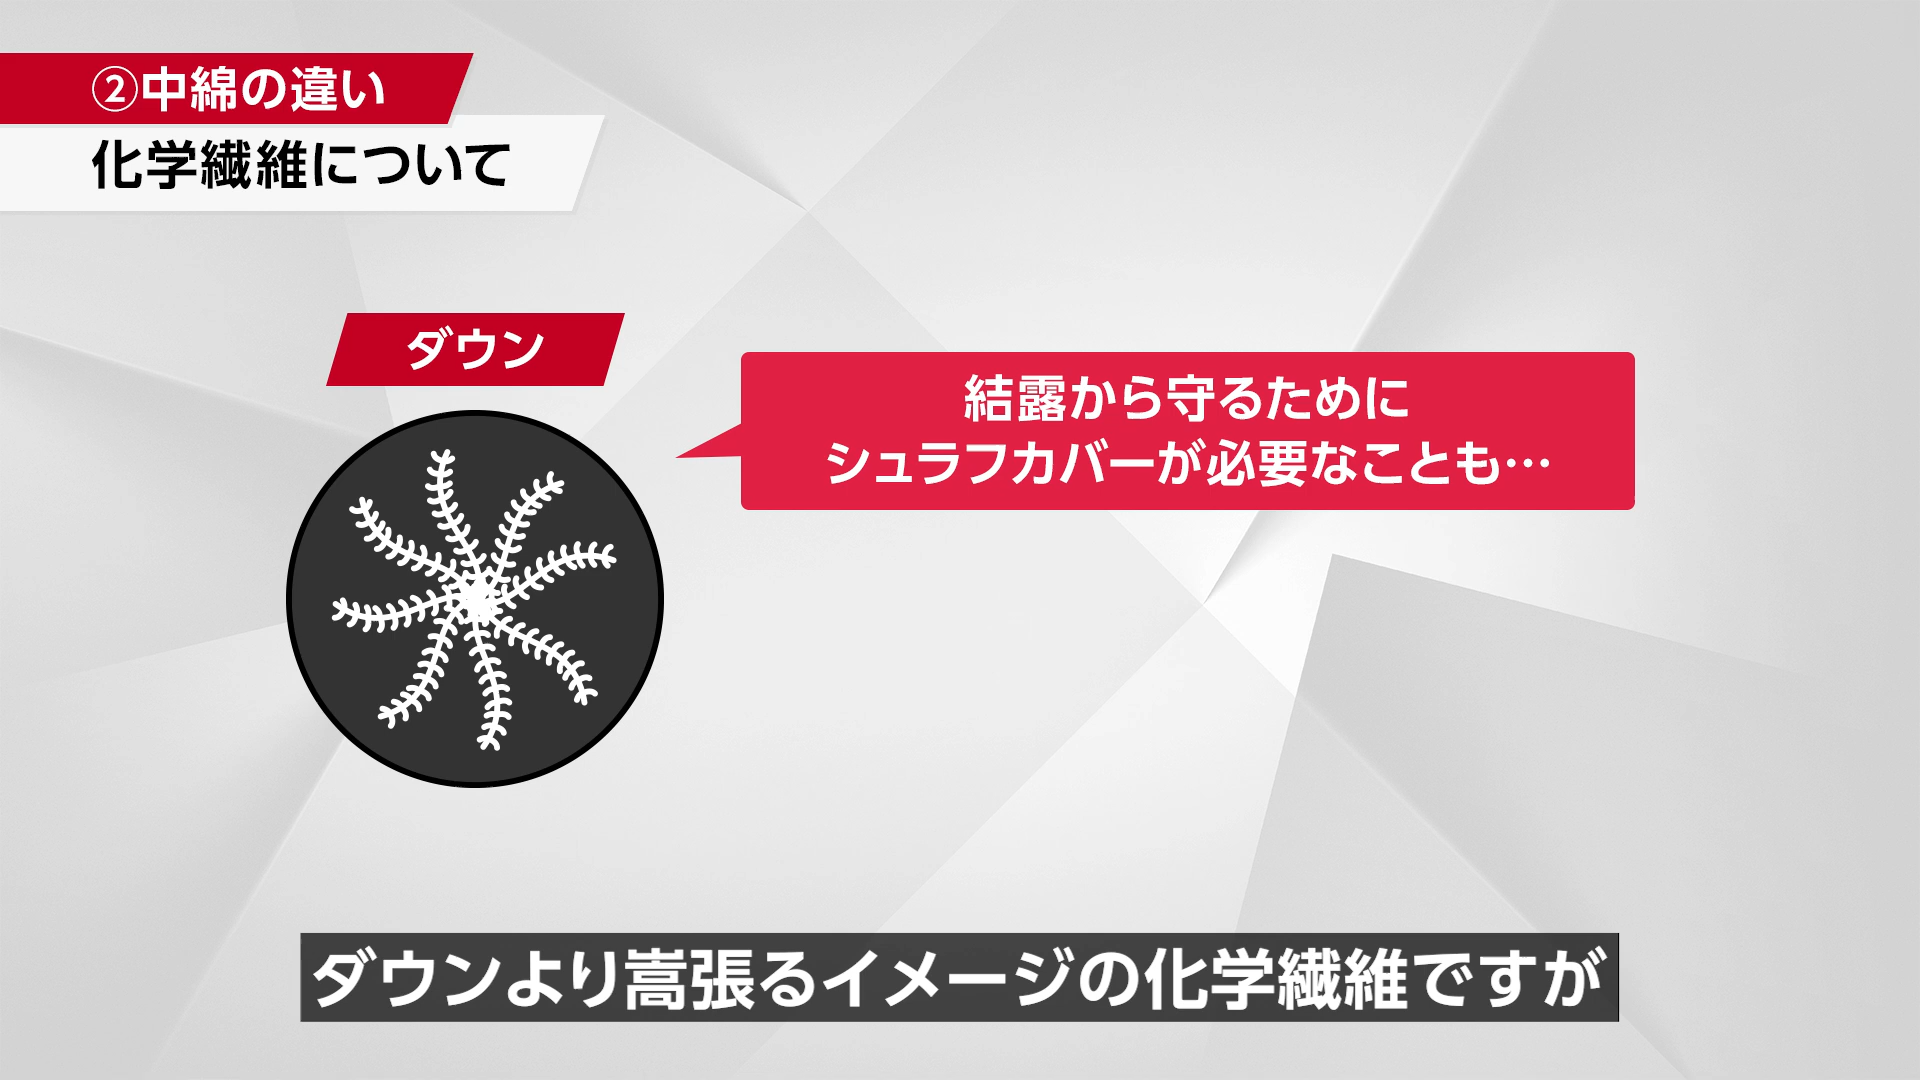 ②中綿の違い
化学繊維について
ダウン
結露から守るために
シュラフカバーが必要なことも…
ダウンより嵩張るイメージの化学繊維ですが